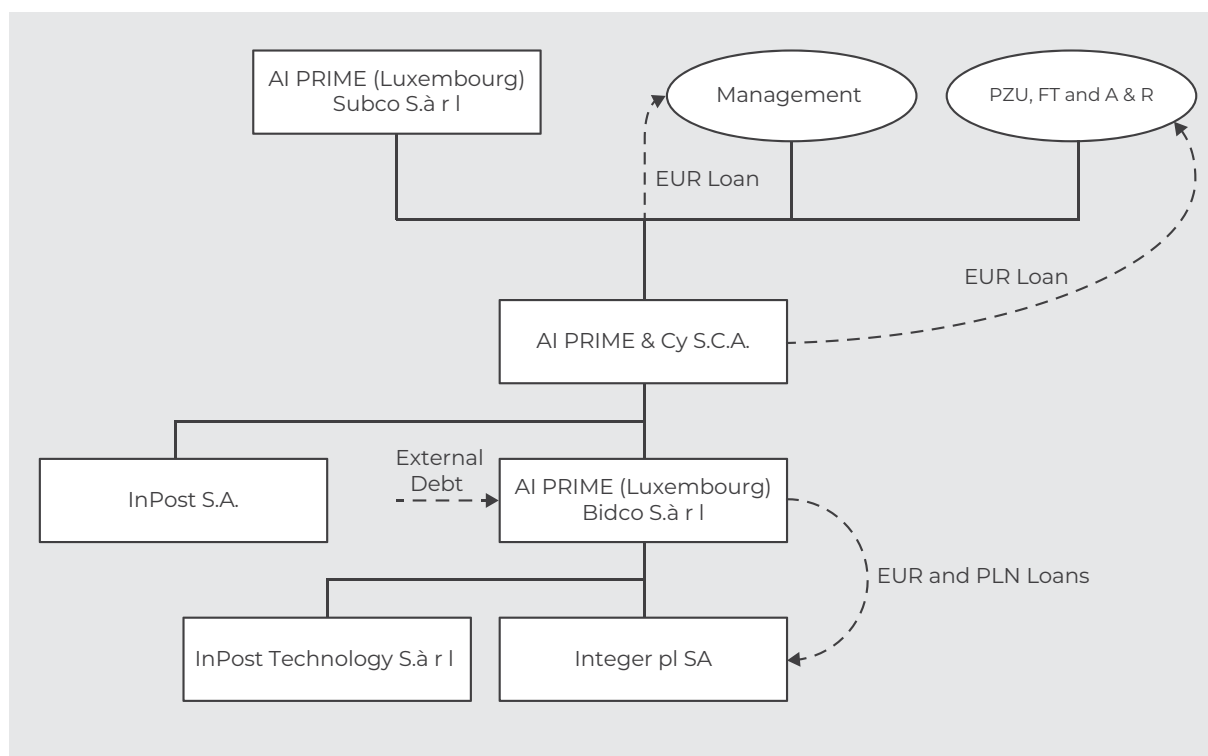 AI PRIME (Luxembourg)
Subco S.à r l
Management
PZU, FT and A & R
EUR Loan
EUR Loan
AI PRIME & Cy S.C.A.
External
Debt
InPost S.A.
AI PRIME (Luxembourg)
Bidco S.à r l
EUR and PLN Loans
InPost Technology S.à r l
Integer pl SA